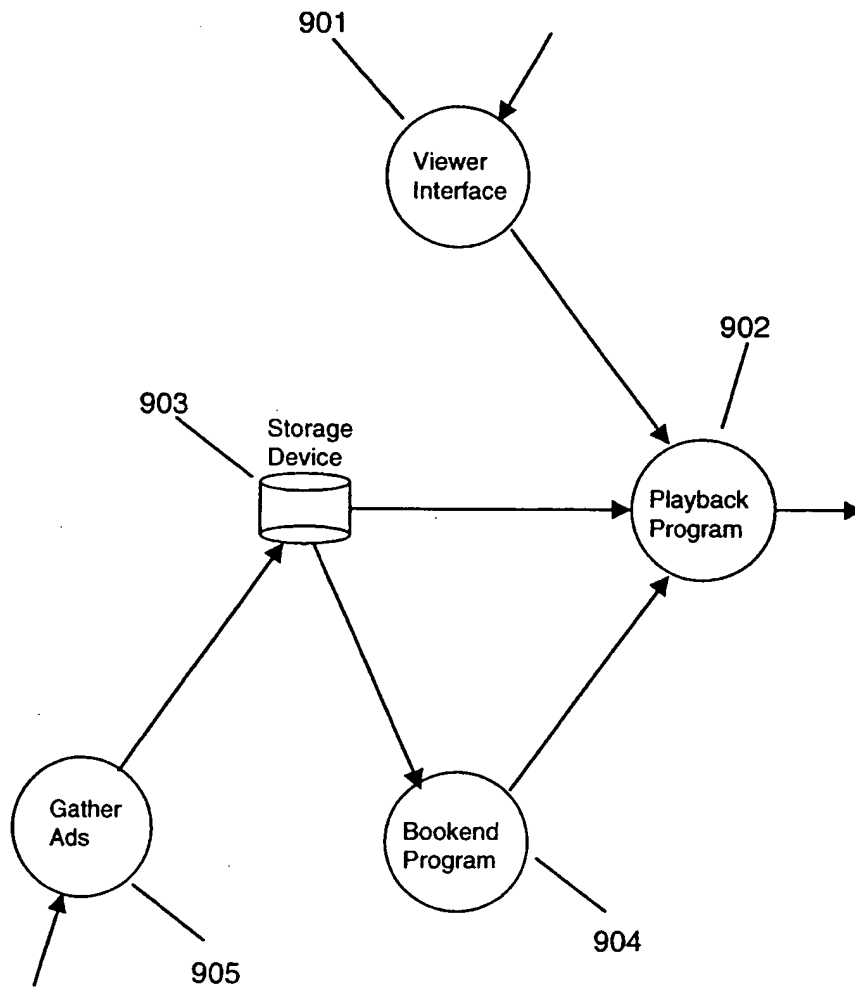 901
Viewer
Interface
902
903
Storage
Device
Playback
Program
Gather
Ads
Bookend
Program
904
905